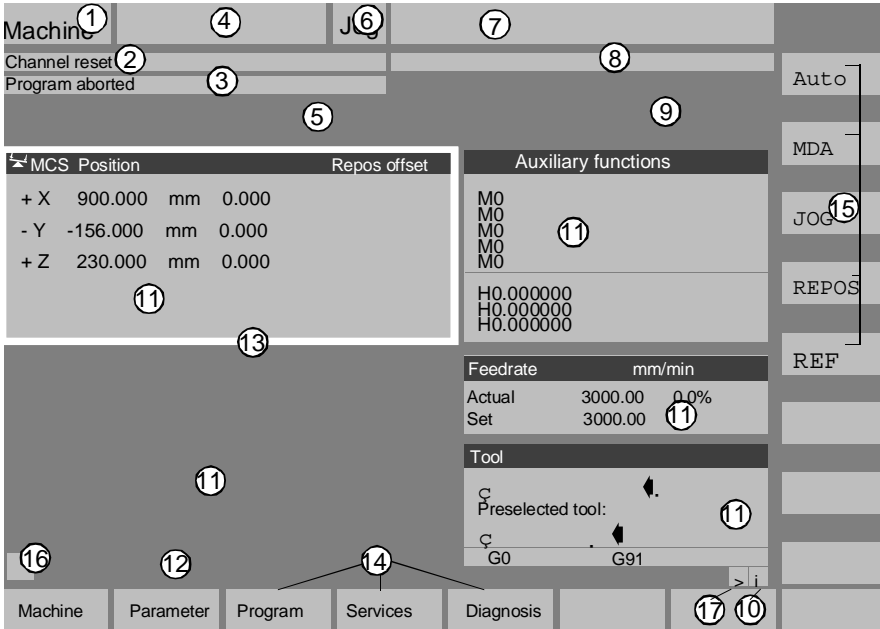 Machine 1 4 Jog 6 7
Channel reset 2 8
Program aborted 3
5 9
Auto
MDA
JOG 15
REPOS
REF
MCS Position Repos offset
+ X 900.000 mm 0.000
- Y -156.000 mm 0.000
+ Z 230.000 mm 0.000
11
13
Auxiliary functions
M0
M0
M0 11
M0
M0
H0.000000
H0.000000
H0.000000
Feedrate mm/min
Actual 3000.00 0.0%
Set 3000.00 11
Tool
Ç .
Preselected tool: 11
Ç .
G0 G91
11
16 12 14
> i
17 10
Machine Parameter Program Services Diagnosis